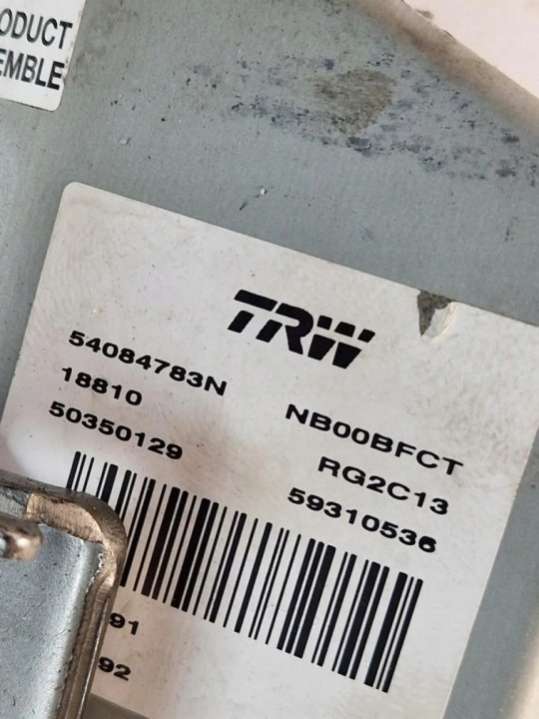 ODUCT
EMBLE
TRW
54084783N NB00BFCT
18810 RG2C13
50350129 59310536
91
92